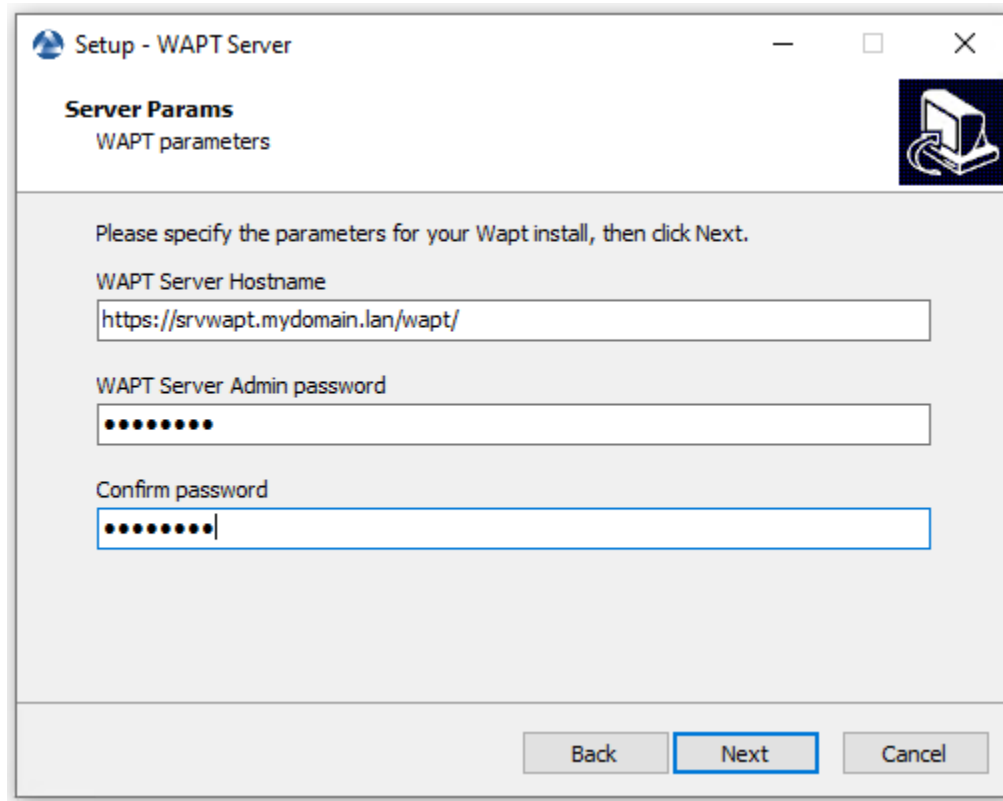 Setup - WAPT Server
Server Params
WAPT parameters
Please specify the parameters for your Wapt install, then click Next.
WAPT Server Hostname
https://srvwapt.mydomain.lan/wapt/
WAPT Server Admin password
●●●●●●●●
Confirm password
●●●●●●●●
Back Next Cancel